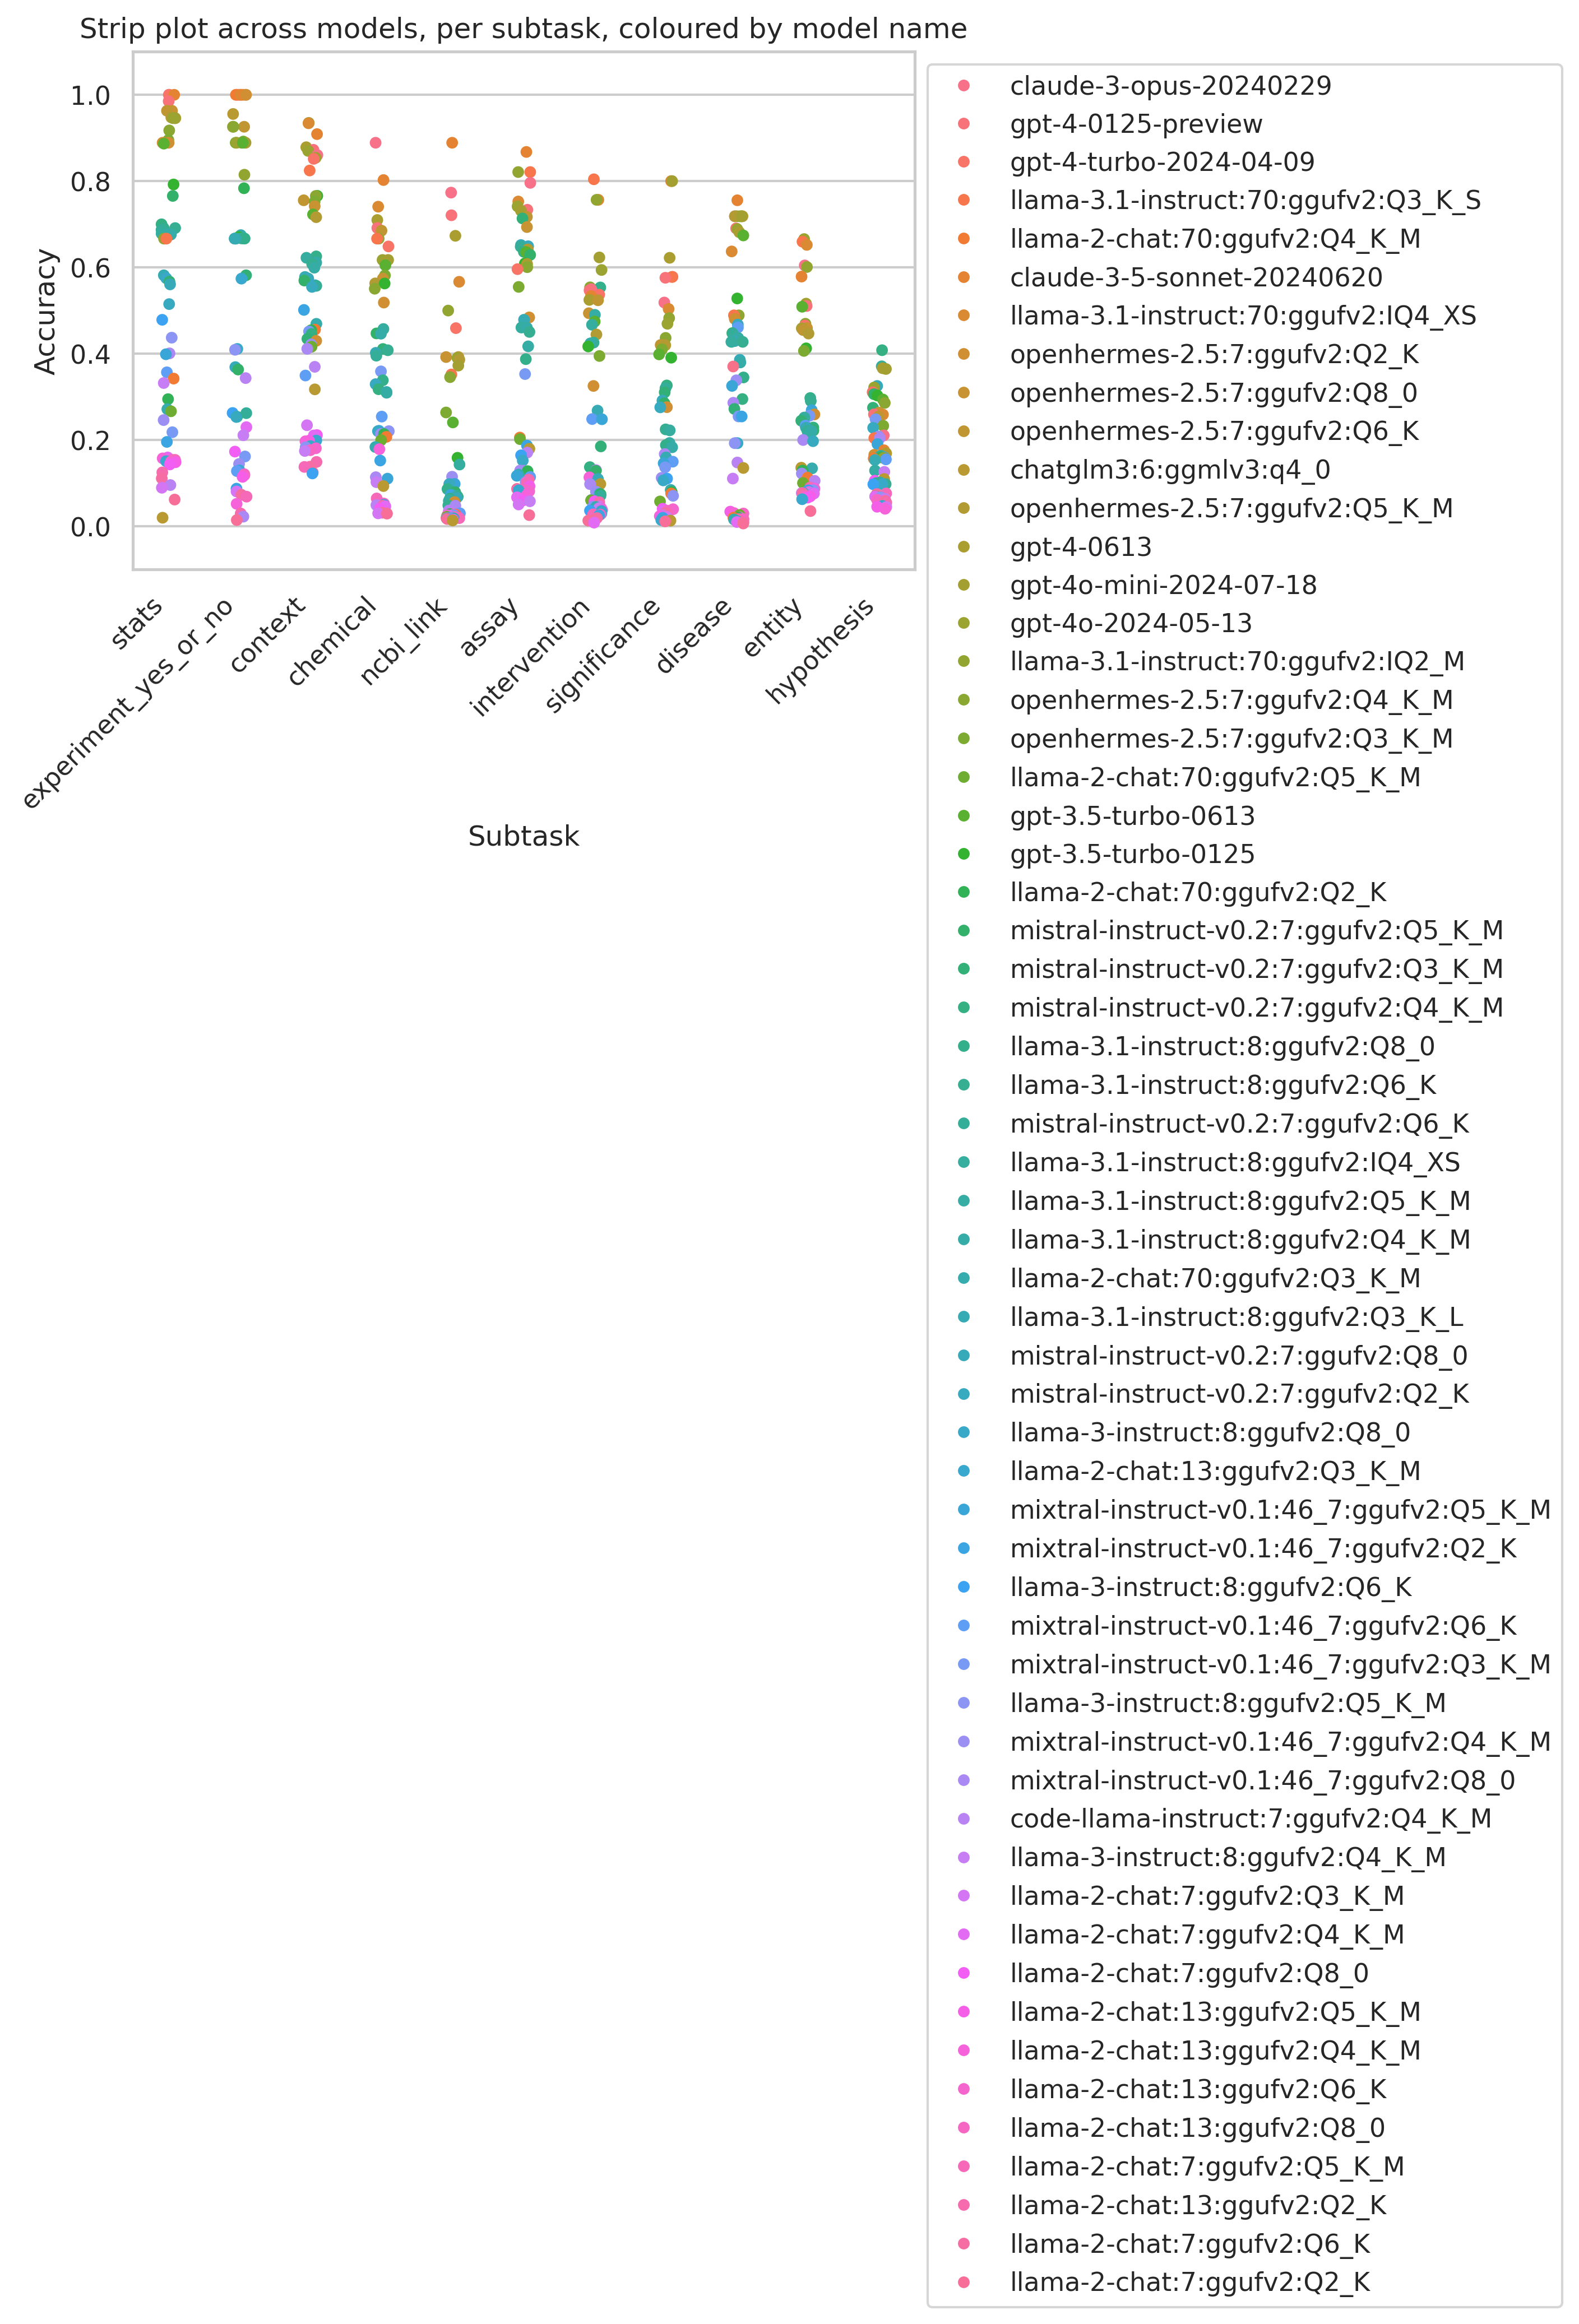 Strip plot across models, per subtask, coloured by model name
Accuracy
1.0
0.8
0.6
0.4
0.2
0.0
stats
experiment_yes_or_no
context
chemical
ncbi_link
assay
intervention
significance
disease
entity
hypothesis
Subtask
claude-3-opus-20240229
gpt-4-0125-preview
gpt-4-turbo-2024-04-09
llama-3.1-instruct:70:ggufv2:Q3_K_S
llama-2-chat:70:ggufv2:Q4_K_M
claude-3-5-sonnet-20240620
llama-3.1-instruct:70:ggufv2:IQ4_XS
openhermes-2.5:7:ggufv2:Q2_K
openhermes-2.5:7:ggufv2:Q8_0
openhermes-2.5:7:ggufv2:Q6_K
chatglm3:6:ggmlv3:q4_0
openhermes-2.5:7:ggufv2:Q5_K_M
gpt-4-0613
gpt-4o-mini-2024-07-18
gpt-4o-2024-05-13
llama-3.1-instruct:70:ggufv2:IQ2_M
openhermes-2.5:7:ggufv2:Q4_K_M
openhermes-2.5:7:ggufv2:Q3_K_M
llama-2-chat:70:ggufv2:Q5_K_M
gpt-3.5-turbo-0613
gpt-3.5-turbo-0125
llama-2-chat:70:ggufv2:Q2_K
mistral-instruct-v0.2:7:ggufv2:Q5_K_M
mistral-instruct-v0.2:7:ggufv2:Q3_K_M
mistral-instruct-v0.2:7:ggufv2:Q4_K_M
llama-3.1-instruct:8:ggufv2:Q8_0
llama-3.1-instruct:8:ggufv2:Q6_K
mistral-instruct-v0.2:7:ggufv2:Q6_K
llama-3.1-instruct:8:ggufv2:IQ4_XS
llama-3.1-instruct:8:ggufv2:Q5_K_M
llama-3.1-instruct:8:ggufv2:Q4_K_M
llama-2-chat:70:ggufv2:Q3_K_M
llama-3.1-instruct:8:ggufv2:Q3_K_L
mistral-instruct-v0.2:7:ggufv2:Q8_0
mistral-instruct-v0.2:7:ggufv2:Q2_K
llama-3-instruct:8:ggufv2:Q8_0
llama-2-chat:13:ggufv2:Q3_K_M
mixtral-instruct-v0.1:46_7:ggufv2:Q5_K_M
mixtral-instruct-v0.1:46_7:ggufv2:Q2_K
llama-3-instruct:8:ggufv2:Q6_K
mixtral-instruct-v0.1:46_7:ggufv2:Q6_K
mixtral-instruct-v0.1:46_7:ggufv2:Q3_K_M
llama-3-instruct:8:ggufv2:Q5_K_M
mixtral-instruct-v0.1:46_7:ggufv2:Q4_K_M
mixtral-instruct-v0.1:46_7:ggufv2:Q8_0
code-llama-instruct:7:ggufv2:Q4_K_M
llama-3-instruct:8:ggufv2:Q4_K_M
llama-2-chat:7:ggufv2:Q3_K_M
llama-2-chat:7:ggufv2:Q4_K_M
llama-2-chat:7:ggufv2:Q8_0
llama-2-chat:13:ggufv2:Q5_K_M
llama-2-chat:13:ggufv2:Q4_K_M
llama-2-chat:13:ggufv2:Q6_K
llama-2-chat:13:ggufv2:Q8_0
llama-2-chat:7:ggufv2:Q5_K_M
llama-2-chat:13:ggufv2:Q2_K
llama-2-chat:7:ggufv2:Q6_K
llama-2-chat:7:ggufv2:Q2_K